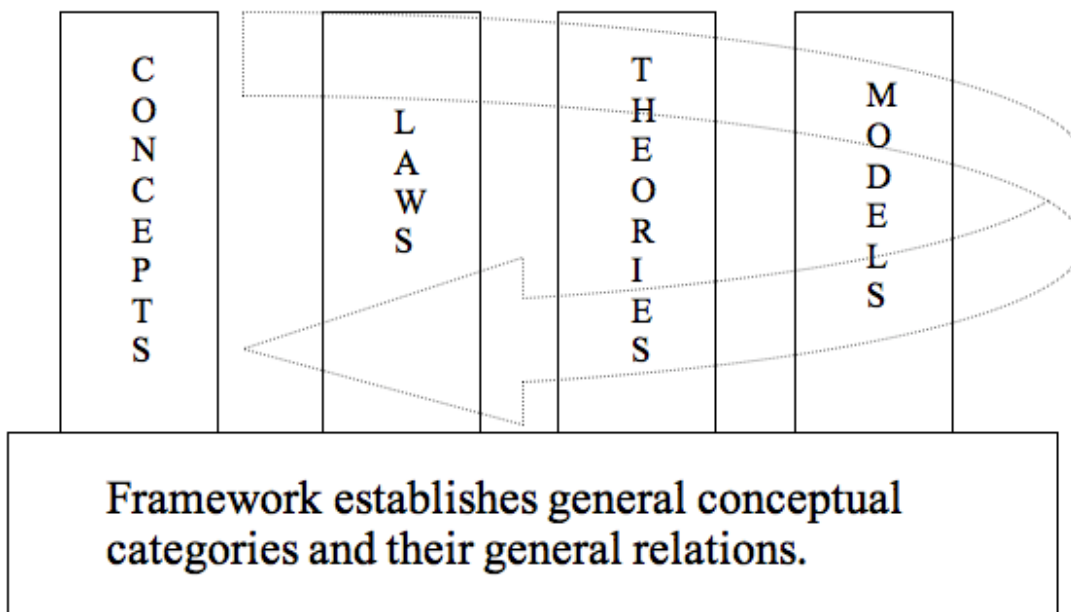 CONCEPTS
LAWS
THEORIES
MODELS
Framework establishes general conceptual
categories and their general relations.